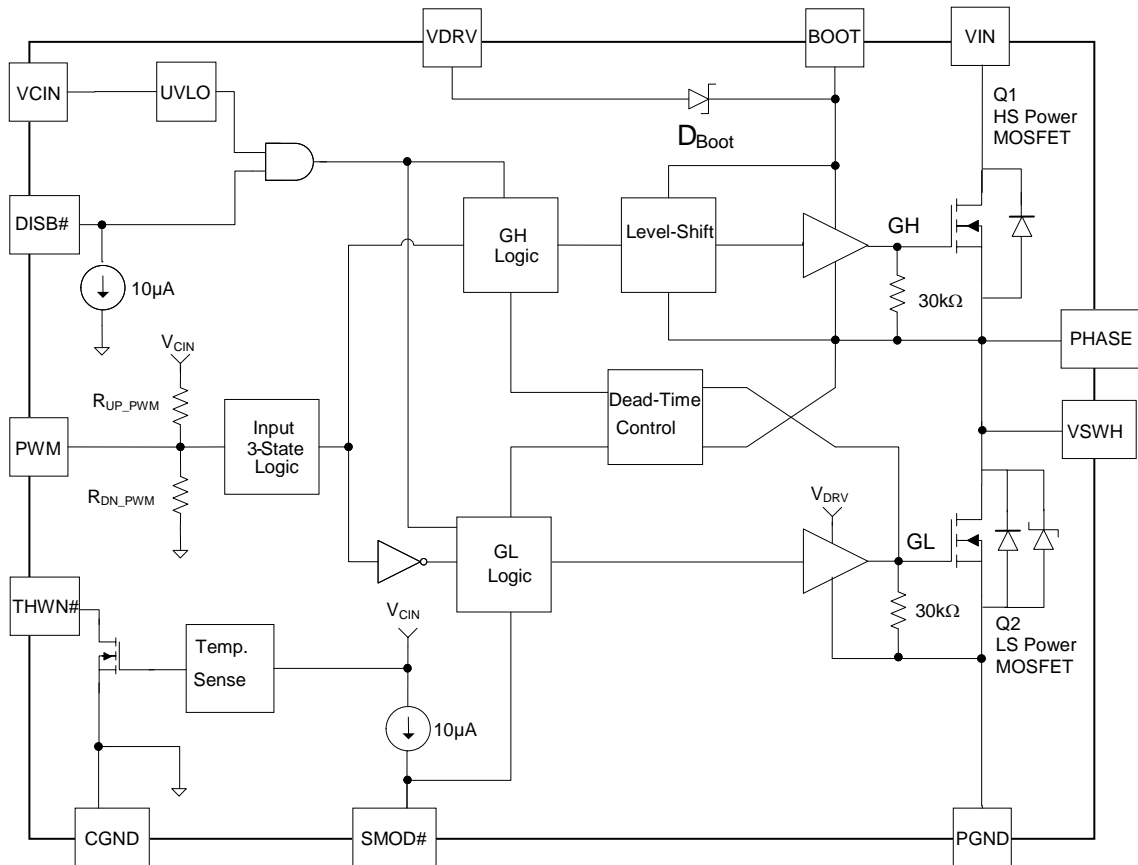 VDRV
BOOT
VIN
VCIN
UVLO
Q1
HS Power
MOSFET
DBoot
DISB#
GH
Logic
Level-Shift
GH
10µA
30kΩ
VCIN
PHASE
RUP_PWM
Dead-Time
Control
PWM
Input
3-State
Logic
VSWH
RDN_PWM
VDRV
GL
Logic
GL
THWN#
VCIN
30kΩ
Temp.
Sense
Q2
LS Power
MOSFET
10µA
CGND
SMOD#
PGND